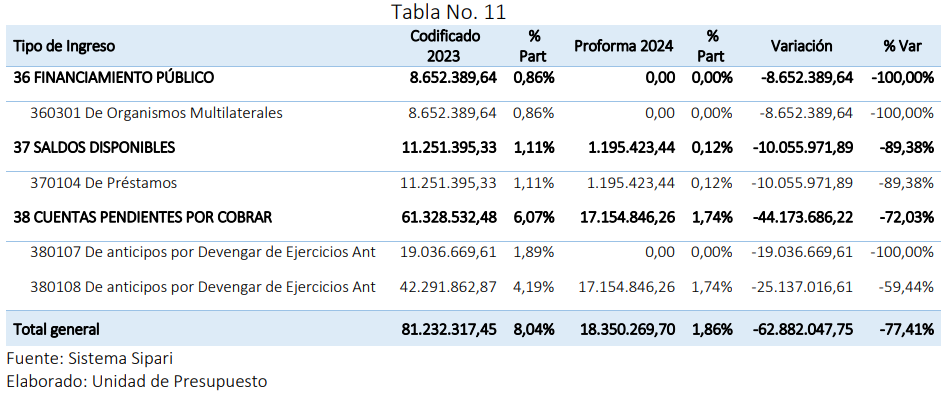 Tabla No. 11
Tipo de Ingreso Codificado 2023 % Part Proforma 2024 % Part Variación % Var
36 FINANCIAMIENTO PÚBLICO 8.652.389,64 0,86% 0,00 0,00% -8.652.389,64 -100,00%
360301 De Organismos Multilaterales 8.652.389,64 0,86% 0,00 0,00% -8.652.389,64 -100,00%
37 SALDOS DISPONIBLES 11.251.395,33 1,11% 1.195.423,44 0,12% -10.055.971,89 -89,38%
370104 De Préstamos 11.251.395,33 1,11% 1.195.423,44 0,12% -10.055.971,89 -89,38%
38 CUENTAS PENDIENTES POR COBRAR 61.328.532,48 6,07% 17.154.846,26 1,74% -44.173.686,22 -72,03%
380107 De anticipos por Devengar de Ejercicios Ant 19.036.669,61 1,89% 0,00 0,00% -19.036.669,61 -100,00%
380108 De anticipos por Devengar de Ejercicios Ant 42.291.862,87 4,19% 17.154.846,26 1,74% -25.137.016,61 -59,44%
Total general 81.232.317,45 8,04% 18.350.269,70 1,86% -62.882.047,75 -77,41%
Fuente: Sistema Sipari
Elaborado: Unidad de Presupuesto